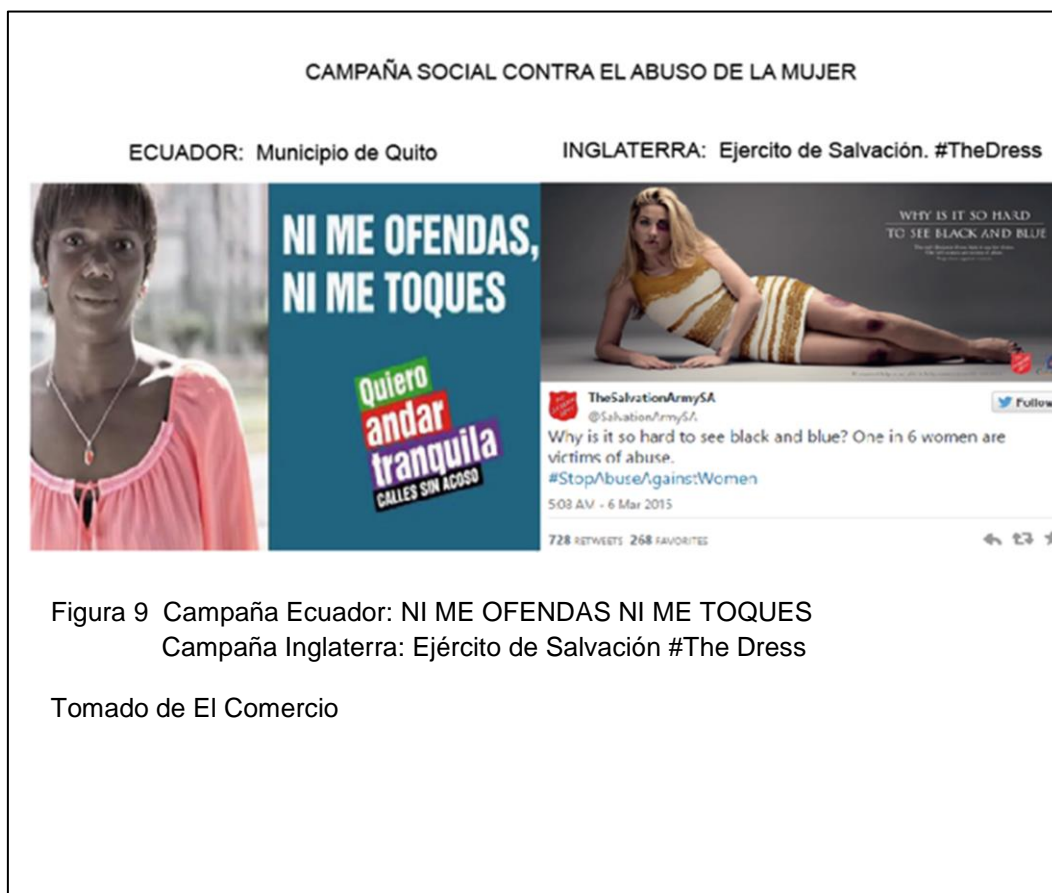 CAMPAÑA SOCIAL CONTRA EL ABUSO DE LA MUJER
ECUADOR: Municipio de Quito
INGLATERRA: Ejercito de Salvación. #TheDress
NI ME OFENDAS,
NI ME TOQUES
Quiero
andar
tranquila
CALLES SIN ACOSO
WHY IS IT SO HARD
TO SEE BLACK AND BLUE
TheSalvationArmySA
@SalvationArmySA
Follow
Why is it so hard to see black and blue? One in 6 women are
victims of abuse.
#StopAbuseAgainstWomen
5:03 AM - 6 Mar 2015
728 RETWEETS 268 FAVORITES
Figura 9 Campaña Ecuador: NI ME OFENDAS NI ME TOQUES
Campaña Inglaterra: Ejército de Salvación #The Dress
Tomado de El Comercio